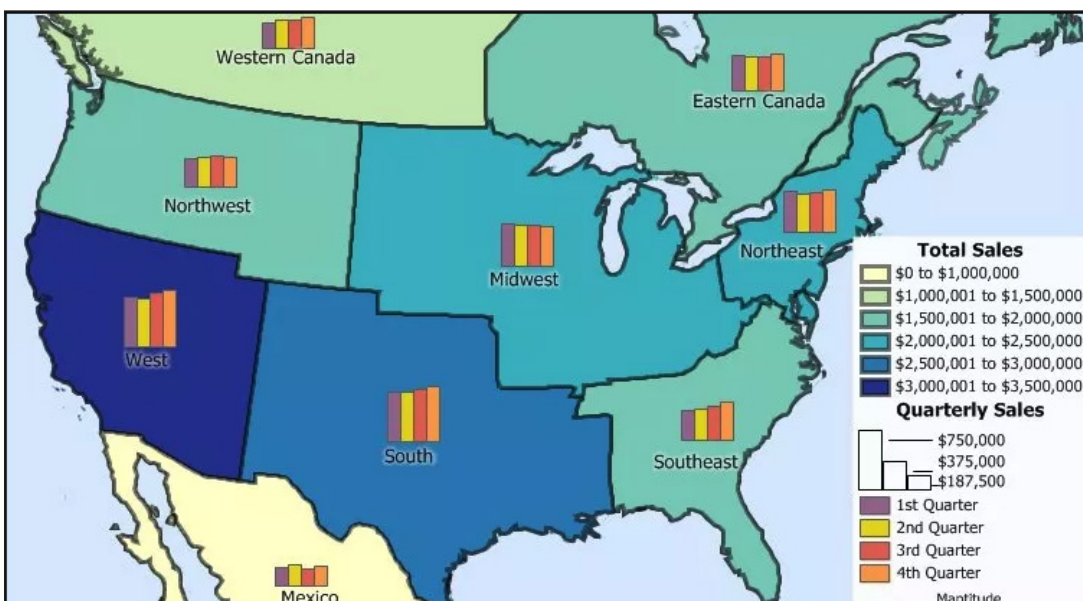 Western Canada
Eastern Canada
Northwest
Midwest
Northeast
West
South
Southeast
Mexico
Total Sales
$0 to $1,000,000
$1,000,001 to $1,500,000
$1,500,001 to $2,000,000
$2,000,001 to $2,500,000
$2,500,001 to $3,000,000
$3,000,001 to $3,500,000
Quarterly Sales
$750,000
$375,000
$187,500
1st Quarter
2nd Quarter
3rd Quarter
4th Quarter
Maptitude